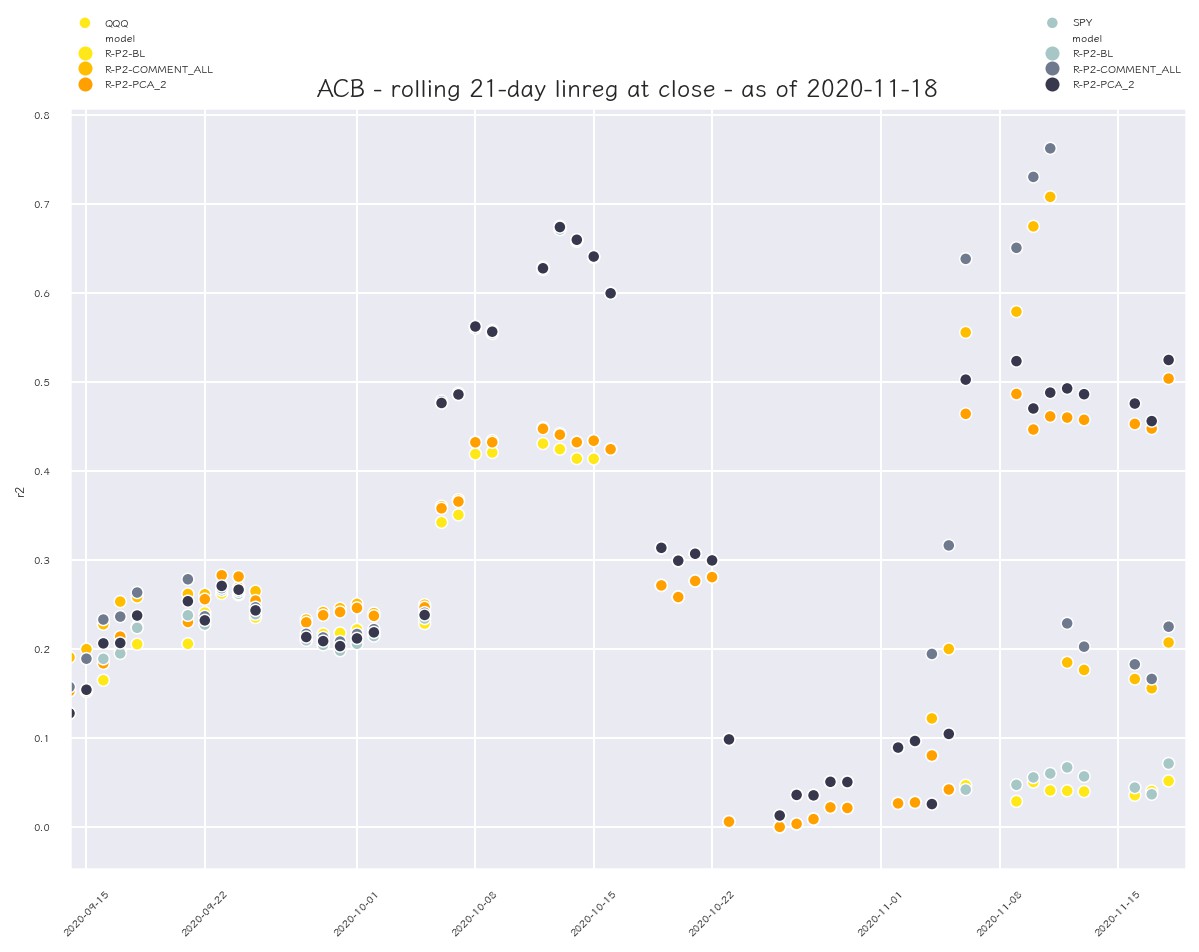 QQQ
model
R-P2-BL
R-P2-COMMENT_ALL
R-P2-PCA_2
SPY
model
R-P2-BL
R-P2-COMMENT_ALL
R-P2-PCA_2
ACB - rolling 21-day linreg at close - as of 2020-11-18
0.8
0.7
0.6
0.5
0.4
0.3
0.2
0.1
0.0
r2
2020-09-15
2020-09-22
2020-10-01
2020-10-08
2020-10-15
2020-10-22
2020-11-01
2020-11-08
2020-11-15